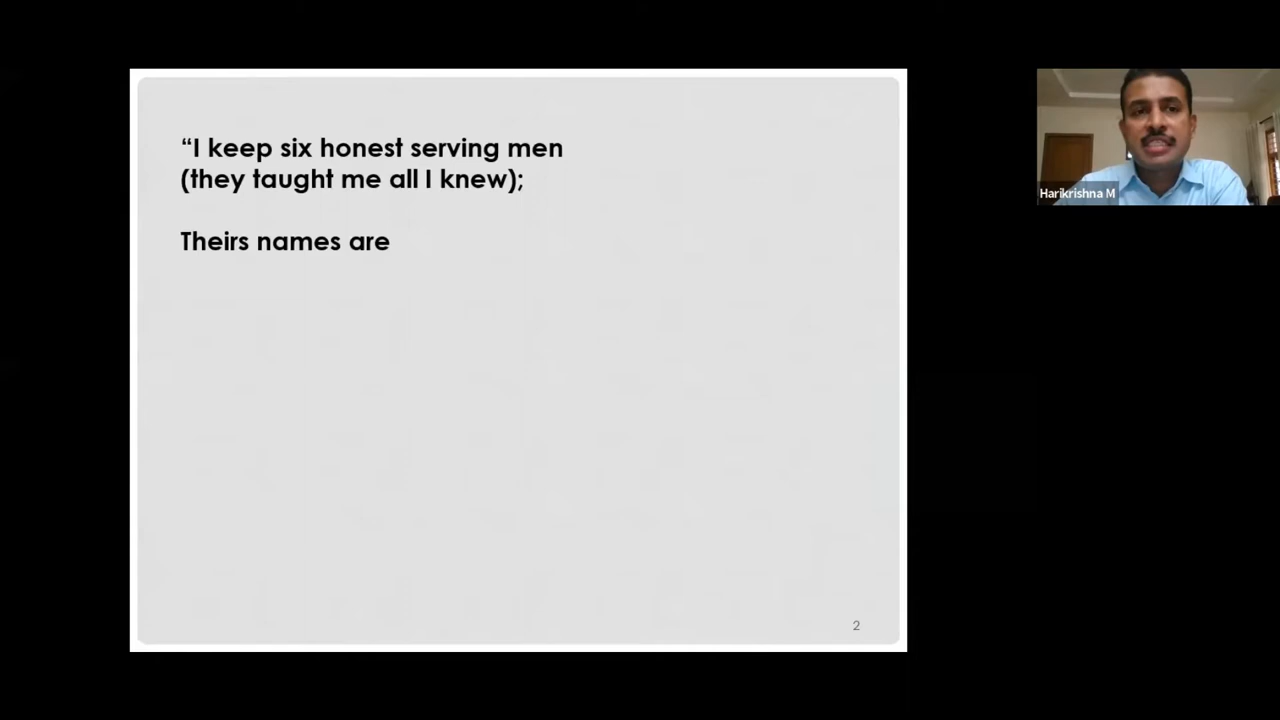 “I keep six honest serving men
(they taught me all I knew);
Theirs names are
2
Harikrishna M